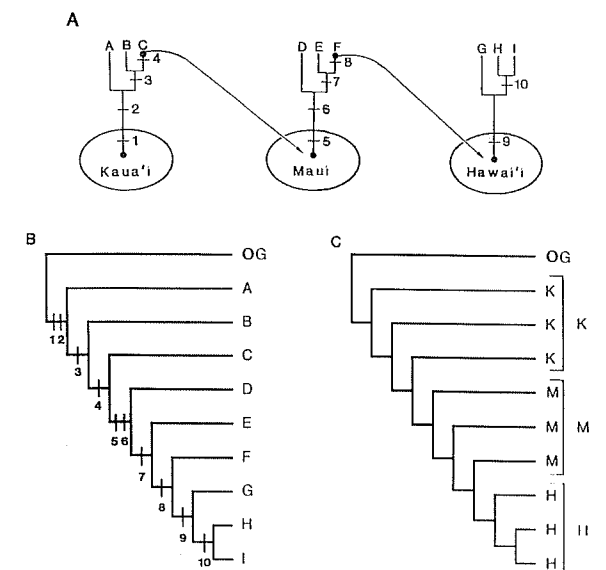 A
A B C
4
3
2
1
Kaua'i
D E F
8
7
6
5
Maui
G H I
10
9
Hawai'i
B
OG
A
1 2
B
3
C
4
D
5 6
E
7
F
8
G
9
H
10
I
C
OG
K
K
K
K
M
M
M
M
H
H
H
H